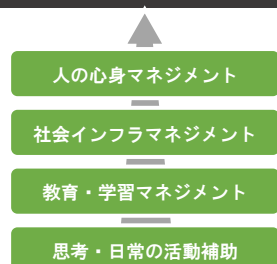 人の心身マネジメント
社会インフラマネジメント
教育・学習マネジメント
思考・日常の活動補助